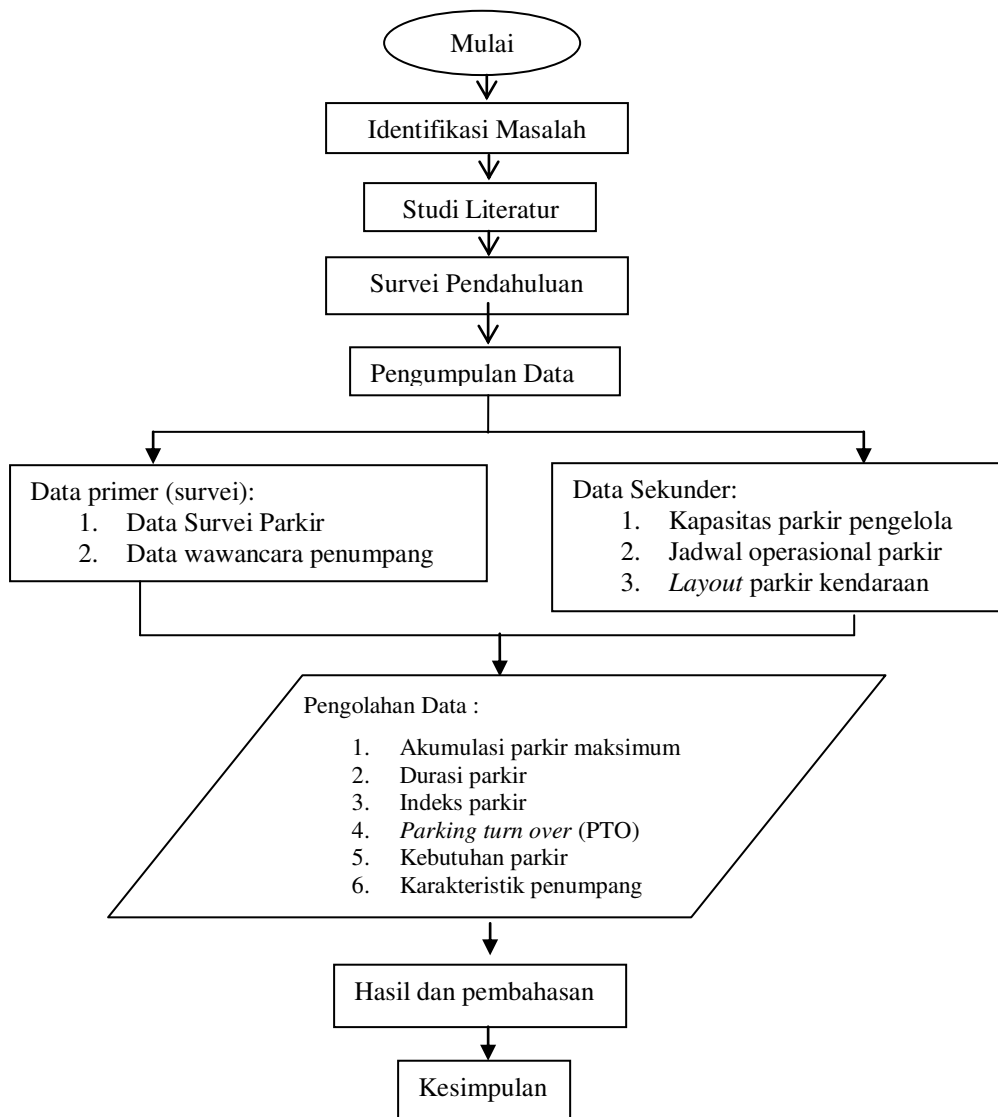 Mulai
Identifikasi Masalah
Studi Literatur
Survei Pendahuluan
Pengumpulan Data
Data primer (survei):
1. Data Survei Parkir
2. Data wawancara penumpang
Data Sekunder:
1. Kapasitas parkir pengelola
2. Jadwal operasional parkir
3. Layout parkir kendaraan
Pengolahan Data :
1. Akumulasi parkir maksimum
2. Durasi parkir
3. Indeks parkir
4. Parking turn over (PTO)
5. Kebutuhan parkir
6. Karakteristik penumpang
Hasil dan pembahasan
Kesimpulan